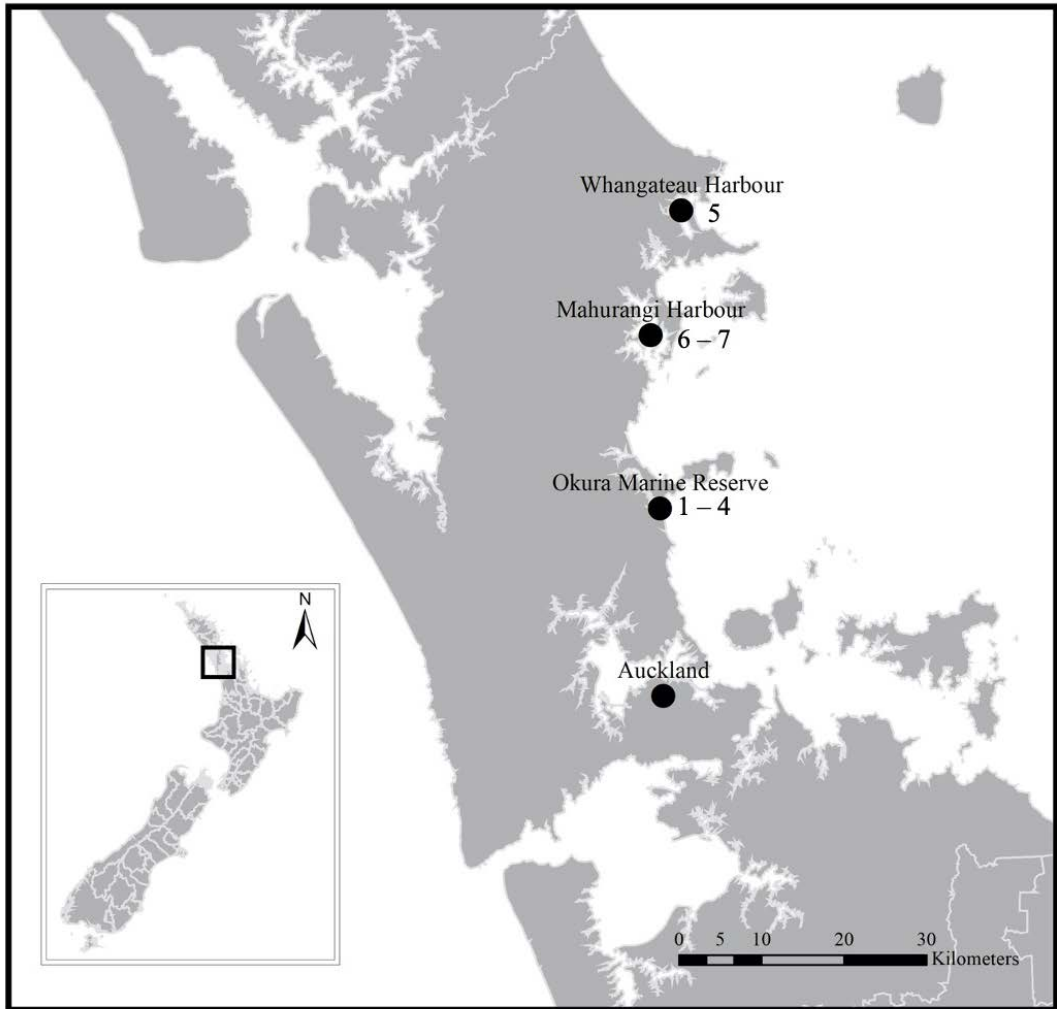 Whangateau Harbour
5
Mahurangi Harbour
6 – 7
Okura Marine Reserve
1 – 4
Auckland
N
0 5 10 20 30
Kilometers